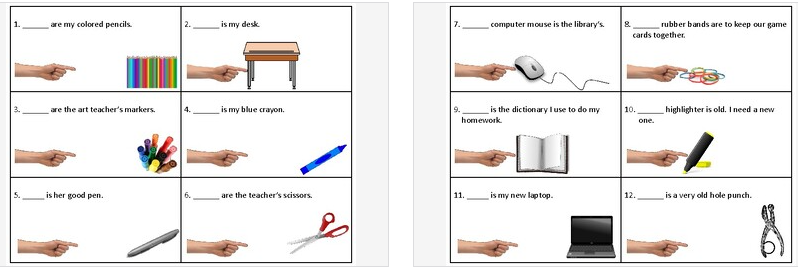 1. ______ are my colored pencils.
2. ______ is my desk.
3. ______ are the art teacher's markers.
4. ______ is my blue crayon.
5. _____ is her good pen.
6. _____ are the teacher's scissors.
7. ______ computer mouse is the library's.
8. ______ rubber bands are to keep our game
cards together.
9. ______ is the dictionary I use to do my
homework.
10. ______ highlighter is old. I need a new
one.
11. _____ is my new laptop.
12. _____ is a very old hole punch.